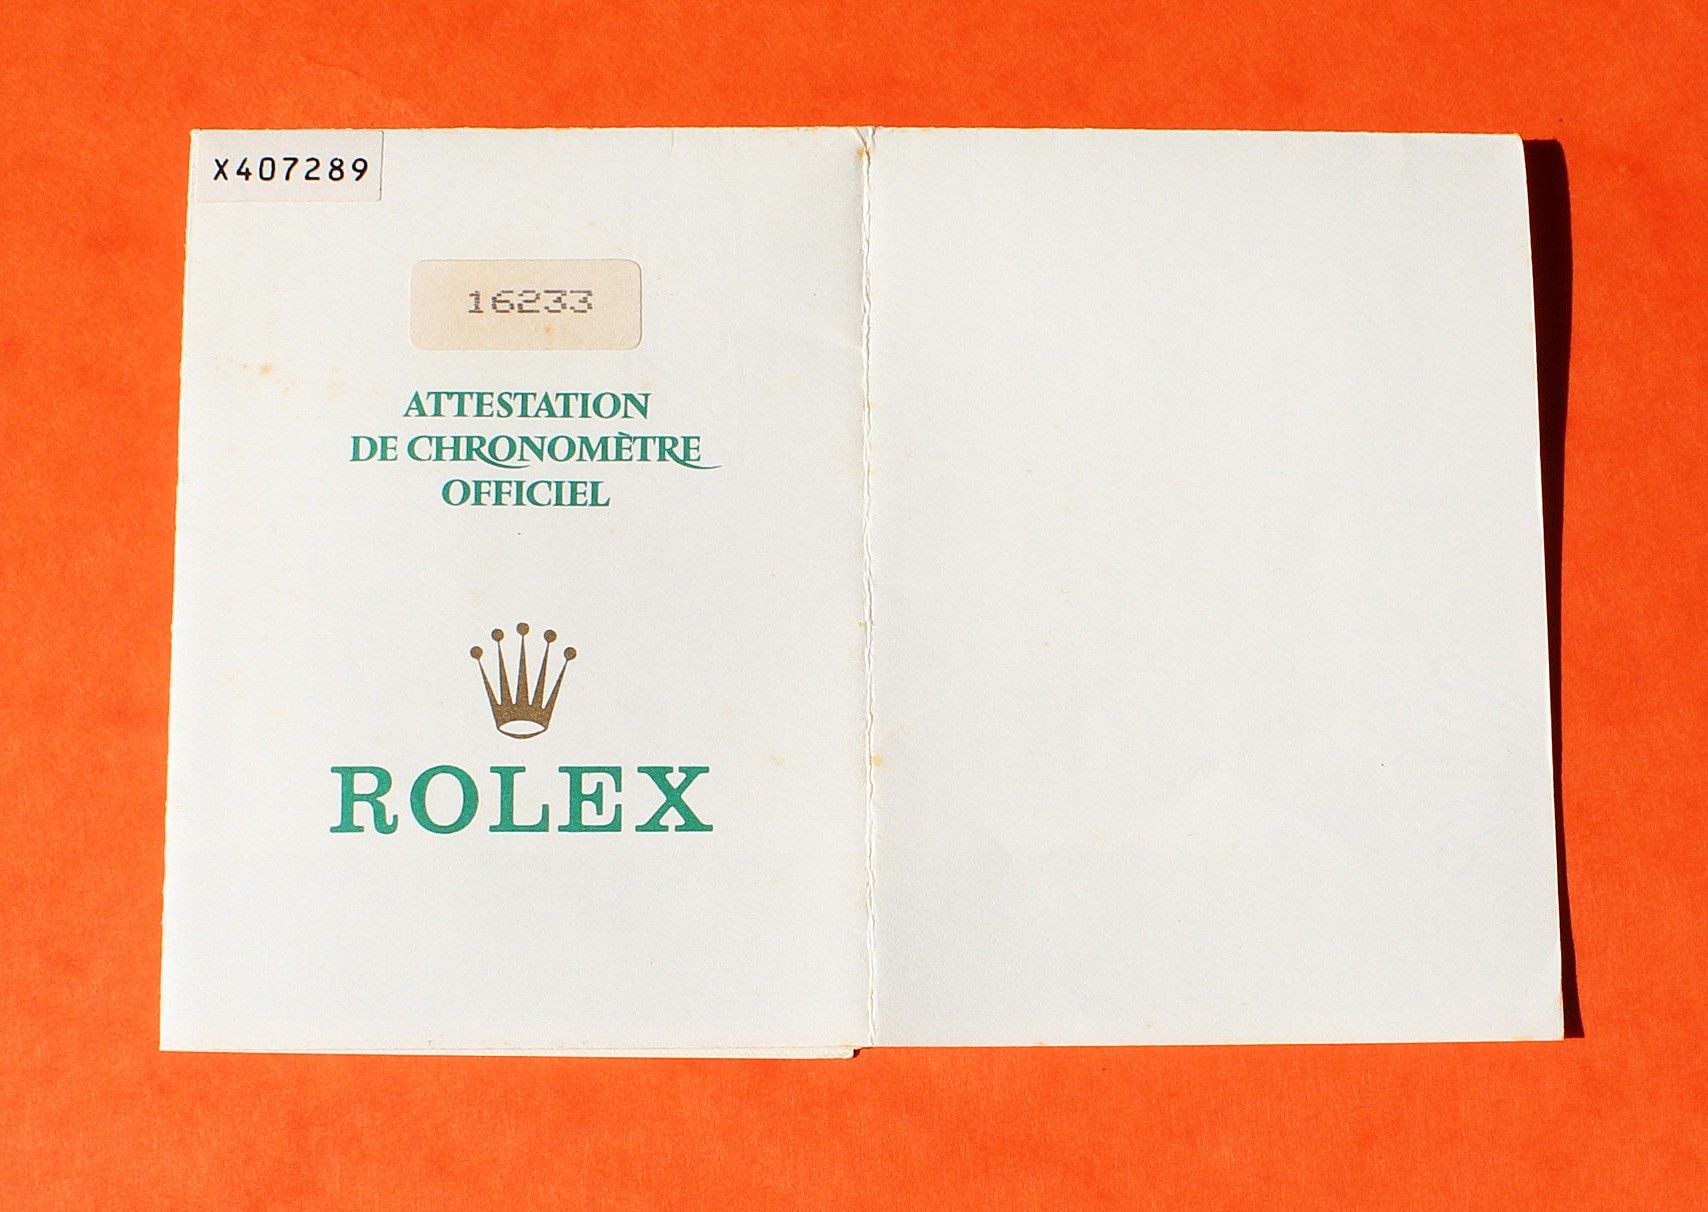 X407289
16233
ATTESTATION
DE CHRONOMÈTRE
OFFICIEL
ROLEX